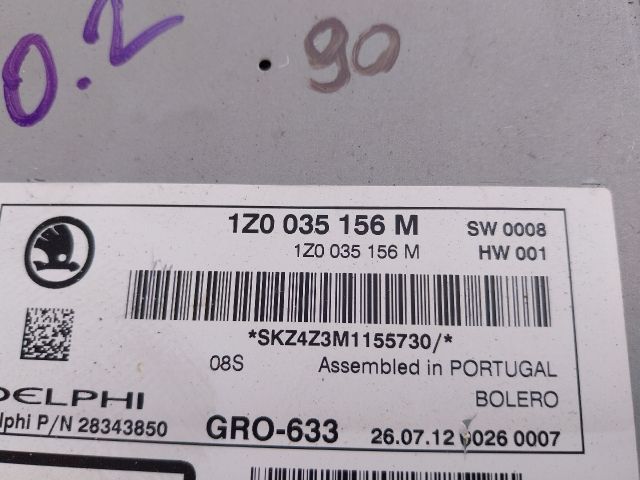 0.2
90
1Z0 035 156 M SW 0008
1Z0 035 156 M HW 001
*SKZ4Z3M1155730/*
08S Assembled in PORTUGAL
DELPHI BOLERO
lphi P/N 28343850 GRO-633 26.07.12 0026 0007